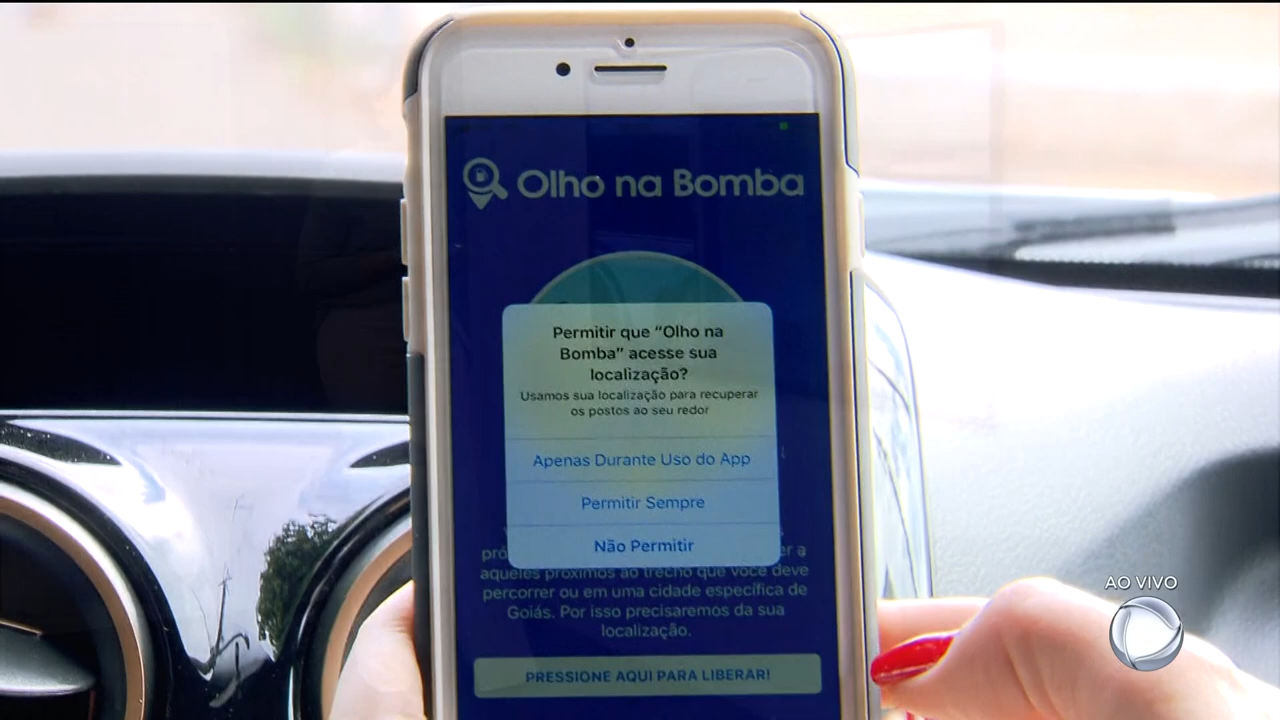 Olho na Bomba
Permitir que “Olho na
Bomba” acesse sua
localização?
Usamos sua localização para recuperar
os postos ao seu redor
Apenas Durante Uso do App
Permitir Sempre
Não Permitir
aqueles próximos ao trecho que você deve
percorrer ou em uma cidade específica de
Goiás. Por isso precisaremos da sua
localização.
PRESSIONE AQUI PARA LIBERAR!
AO VIVO